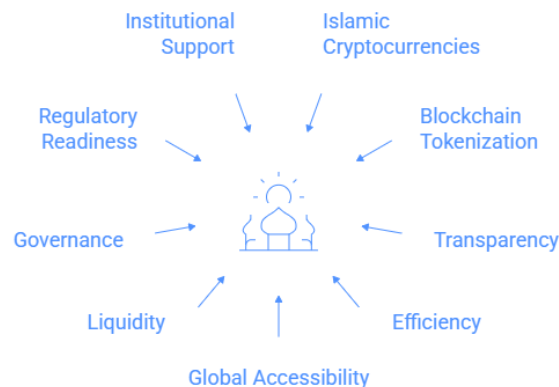 Institutional
Support
Islamic
Cryptocurrencies
Regulatory
Readiness
Blockchain
Tokenization
Governance
Transparency
Liquidity
Efficiency
Global Accessibility